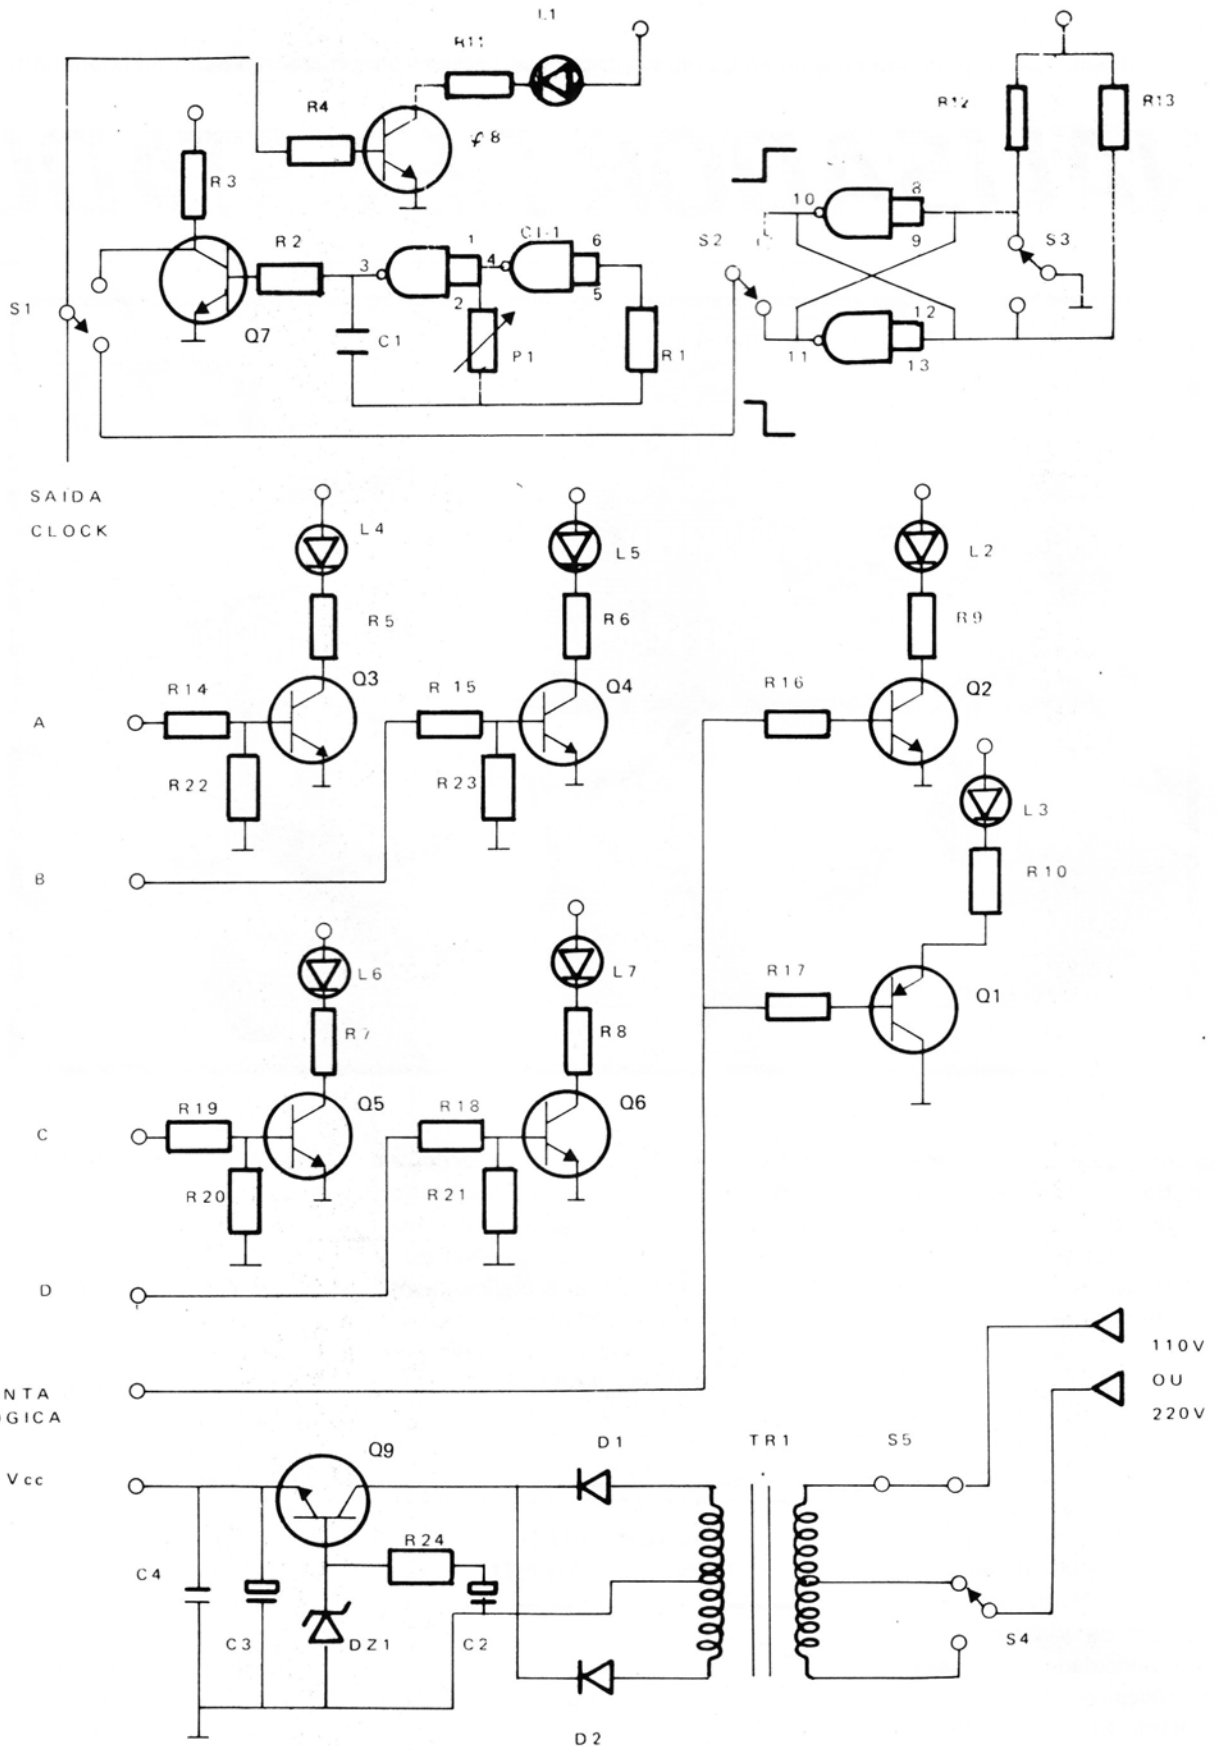 L1
R11
R4
f8
R12
R13
R3
10
8
9
S2
S3
R2
3
1
4
CI-1
6
5
2
S1
Q7
C1
P1
R1
12
11
13
SAIDA
CLOCK
L4
L5
L2
R5
R6
R9
R14
Q3
R 15
Q4
R16
Q2
A
R22
R23
L3
R10
B
L6
L7
R17
Q1
R7
R8
R19
Q5
R18
Q6
C
R20
R21
D
110V
OU
220V
NTA
GICA
Vcc
Q9
D1
TR1
S5
C4
R24
C3
DZ1
C2
S4
D2